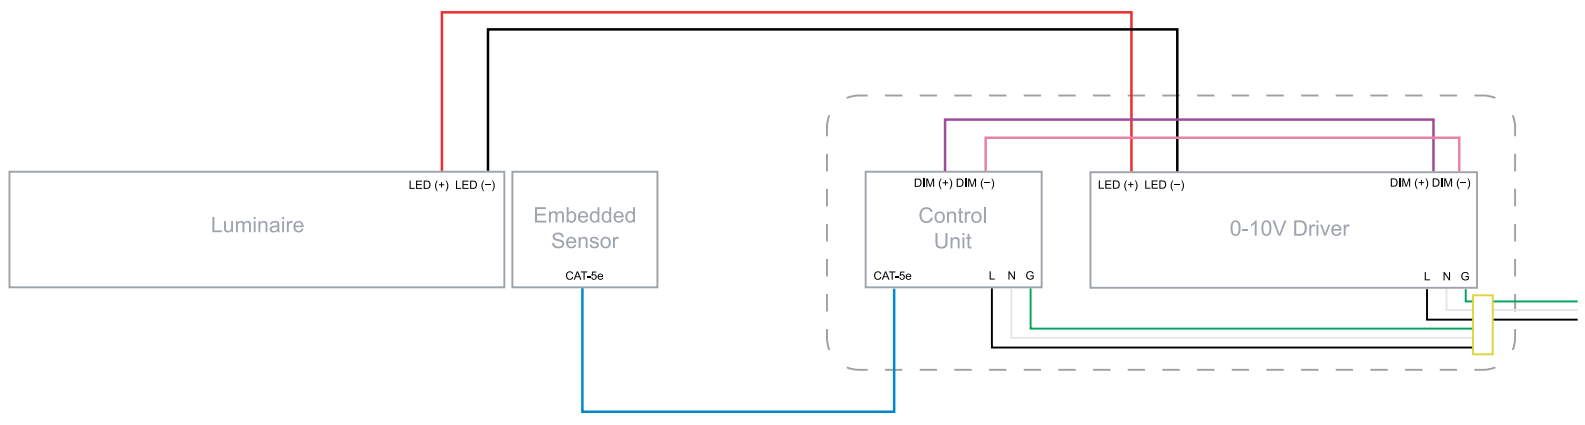 LED (+) LED (−)
Luminaire
Embedded
Sensor
CAT-5e
DIM (+) DIM (−)
Control
Unit
CAT-5e
L N G
LED (+) LED (−)
DIM (+) DIM (−)
0-10V Driver
L N G